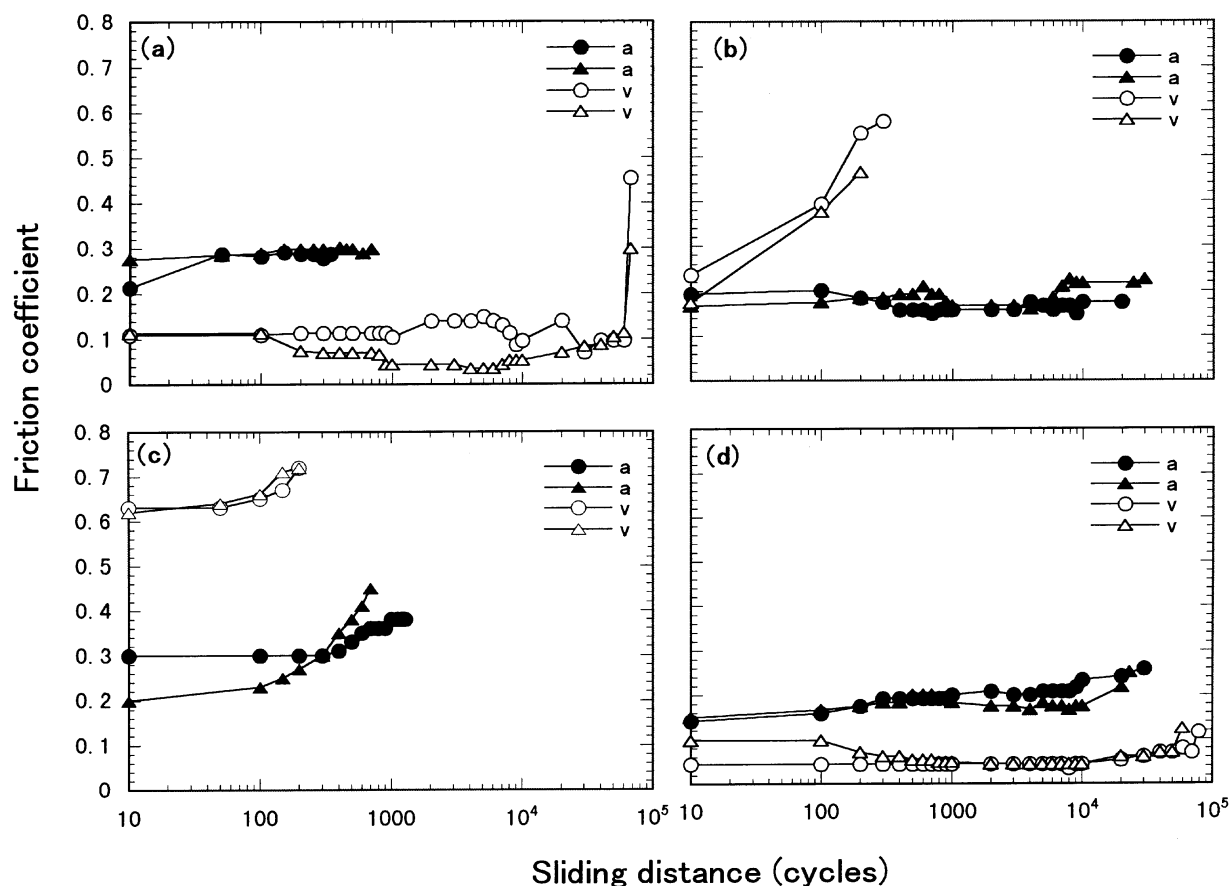 Friction coefficient
(a)
0.8
0.7
0.6
0.5
0.4
0.3
0.2
0.1
0
a
a
v
v
(b)
a
a
v
v
(c)
0.8
0.7
0.6
0.5
0.4
0.3
0.2
0.1
0
a
a
v
v
10 100 1000 10⁴ 10⁵
(d)
a
a
v
v
10 100 1000 10⁴ 10⁵
Sliding distance (cycles)